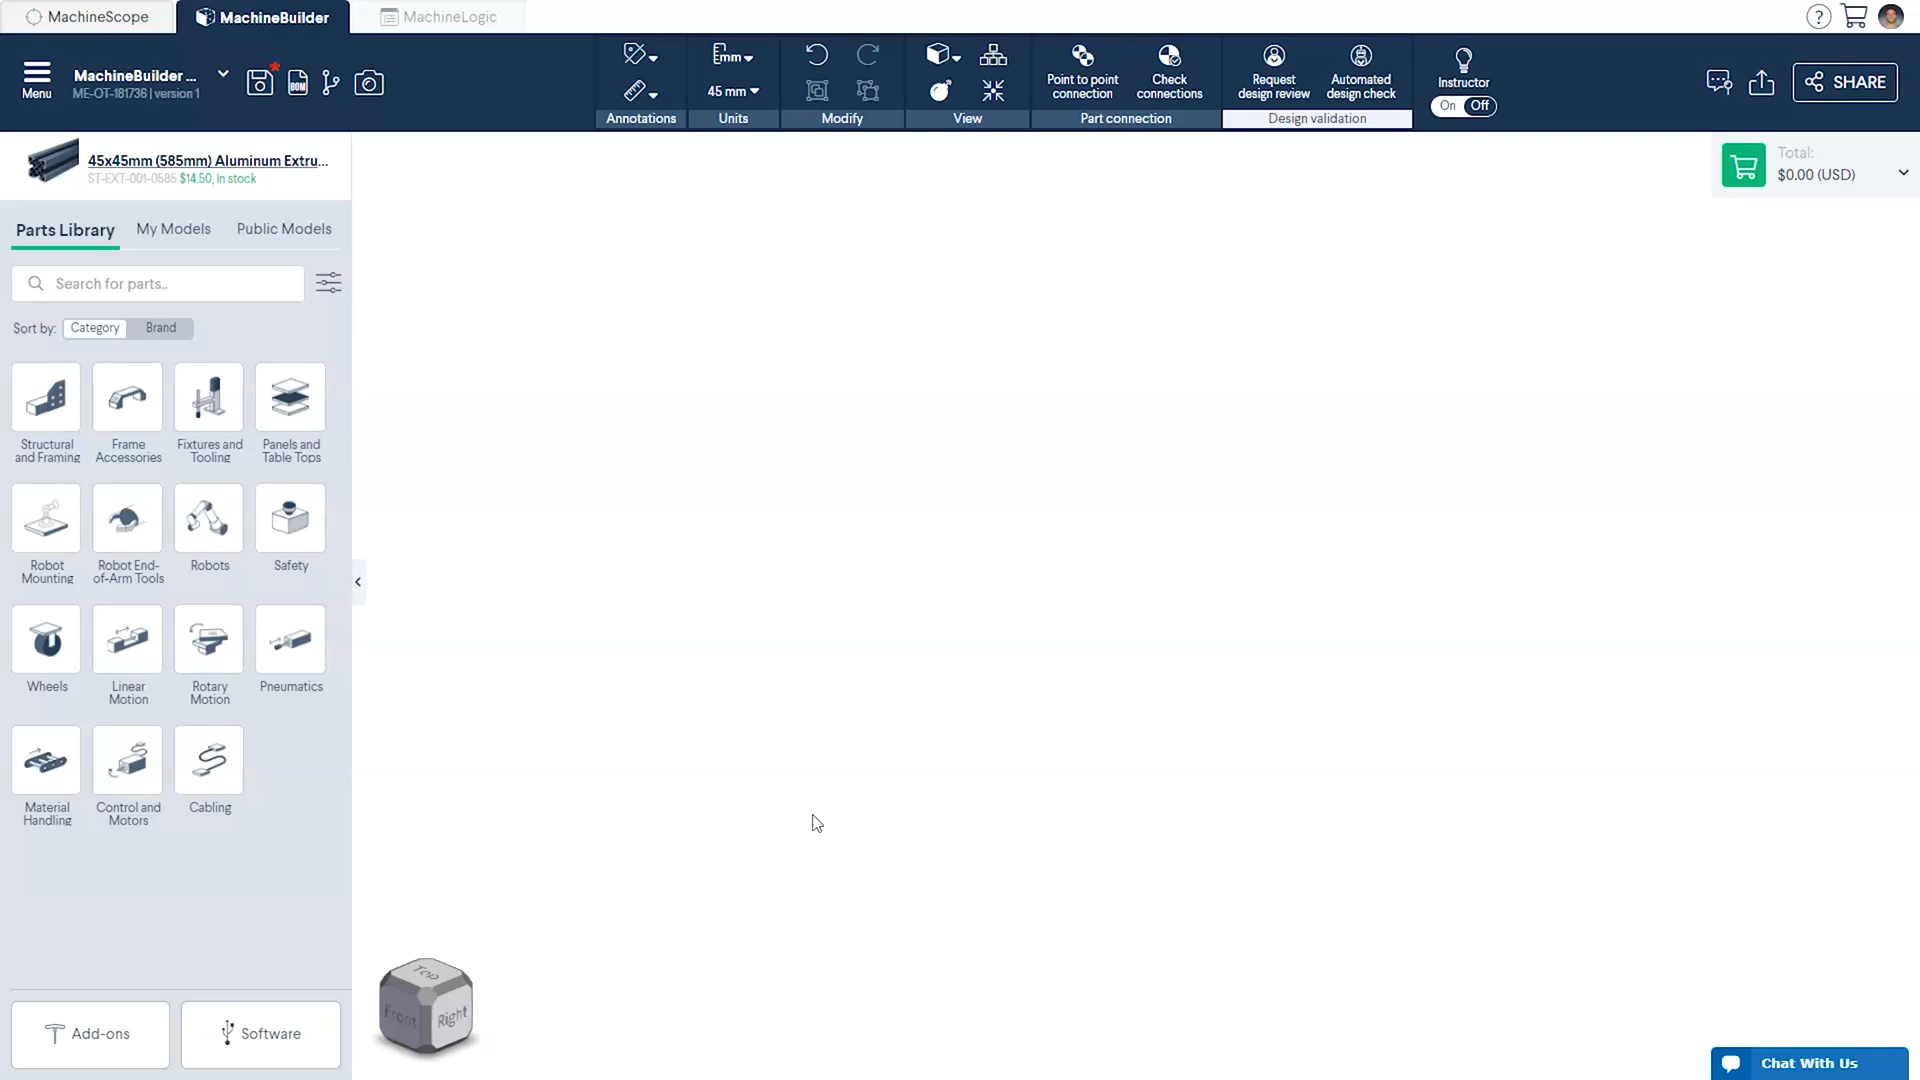 MachineScope
MachineBuilder
MachineLogic
?
Menu
MachineBuilder ...
ME-OT-181736 | version 1
BOM
mm
45 mm
Annotations
Units
Modify
View
Point to point
connection
Check
connections
Part connection
Request
design review
Automated
design check
Design validation
Instructor
On
Off
SHARE
45x45mm (585mm) Aluminum Extru...
ST-EXT-001-0585 $14.50, In stock
Total:
$0.00 (USD)
Parts Library
My Models
Public Models
Search for parts..
Sort by:
Category
Brand
Structural
and Framing
Frame
Accessories
Fixtures and
Tooling
Panels and
Table Tops
Robot
Mounting
Robot End-
of-Arm Tools
Robots
Safety
Wheels
Linear
Motion
Rotary
Motion
Pneumatics
Material
Handling
Control and
Motors
Cabling
Top
Front
Right
Add-ons
Software
Chat With Us